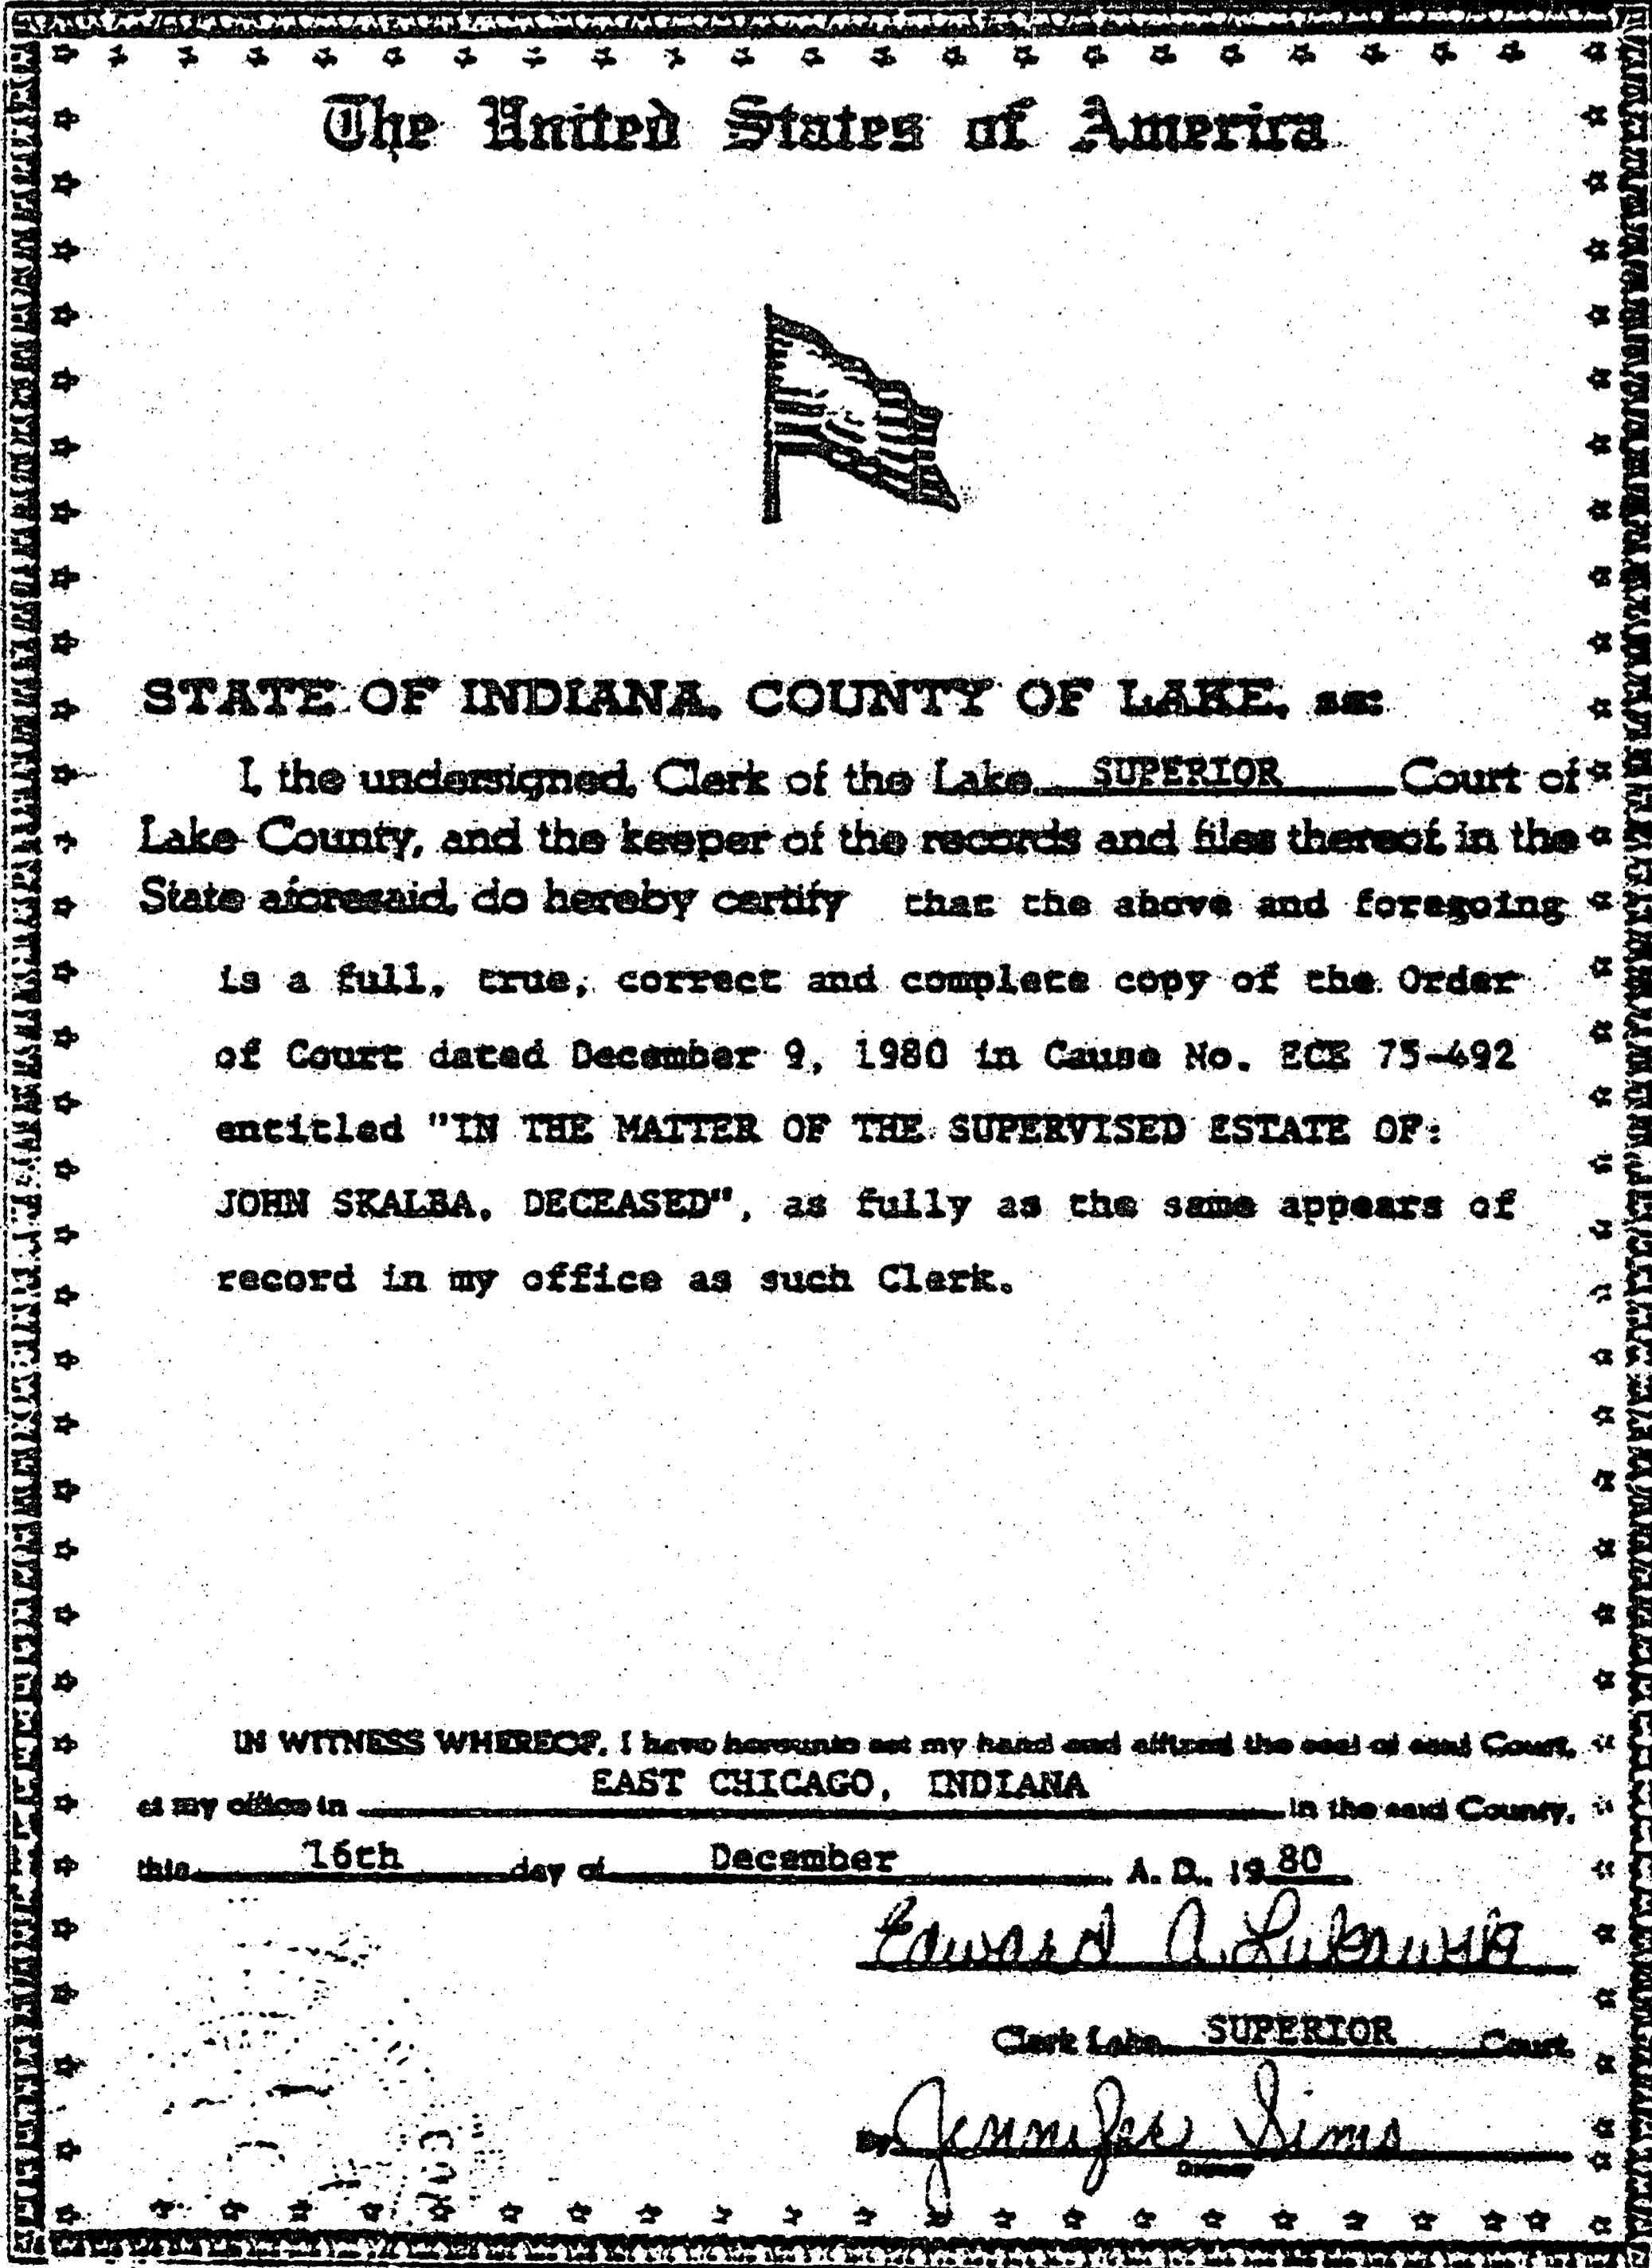 The United States of America
STATE OF INDIANA, COUNTY OF LAKE, ss:
I, the undersigned, Clerk of the Lake SUPERIOR Court of
Lake County, and the keeper of the records and files thereof, in the
State aforesaid, do hereby certify that the above and foregoing
is a full, true, correct and complete copy of the Order
of Court dated December 9, 1980 in Cause No. ECE 75-492
entitled "IN THE MATTER OF THE SUPERVISED ESTATE OF:
JOHN SKALBA, DECEASED", as fully as the same appears of
record in my office as such Clerk.
IN WITNESS WHEREOF, I have hereunto set my hand and affixed the seal of said Court,
at my office in EAST CHICAGO, INDIANA in the said County,
this 16th day of December A. D., 19 80
Edward A. 
Clerk Lake SUPERIOR Court
By Jennifer Sims
Deputy